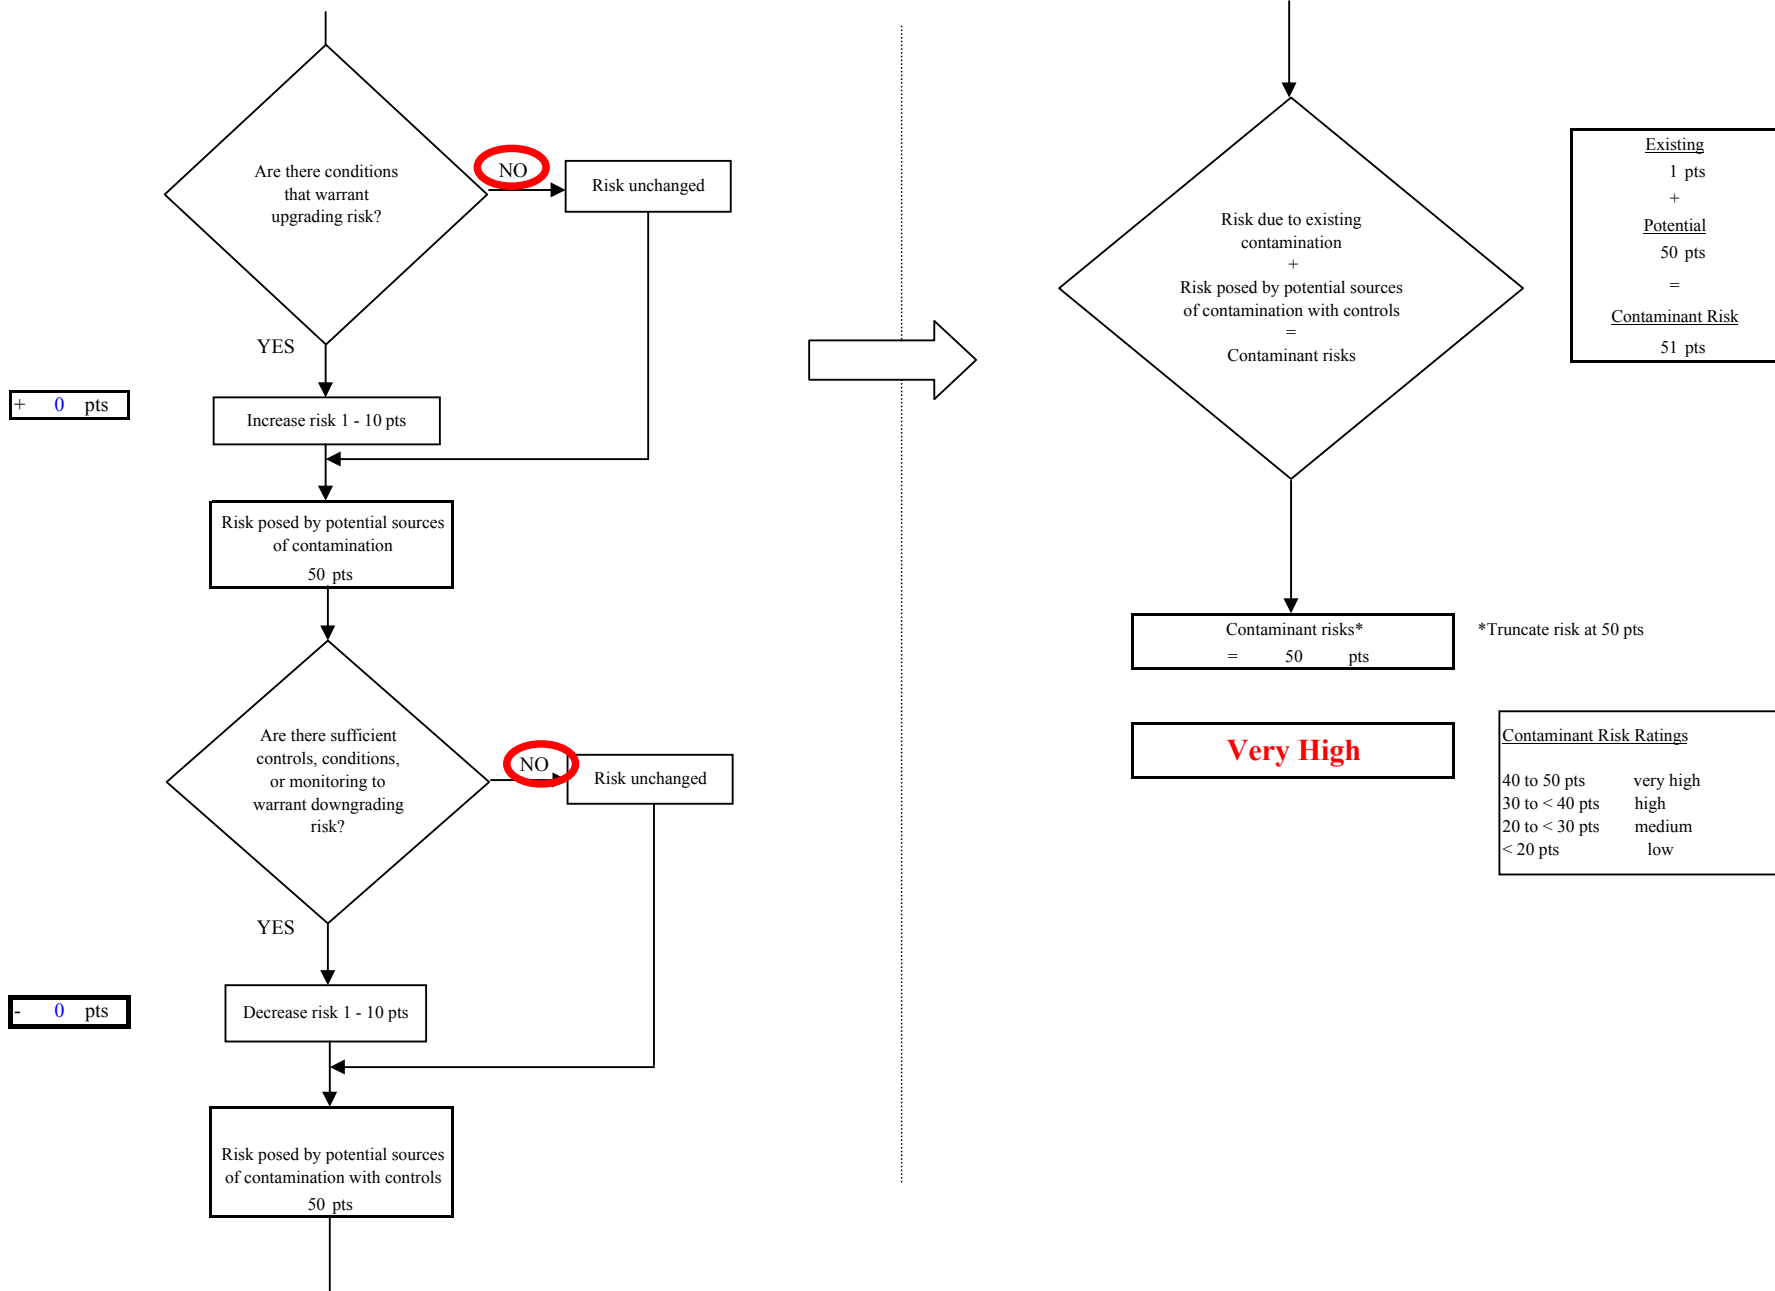 Are there conditions
that warrant
upgrading risk?
NO
Risk unchanged
YES
+ 0 pts
Increase risk 1 - 10 pts
Risk posed by potential sources
of contamination
50 pts
Are there sufficient
controls, conditions,
or monitoring to
warrant downgrading
risk?
NO
Risk unchanged
YES
- 0 pts
Decrease risk 1 - 10 pts
Risk posed by potential sources
of contamination with controls
50 pts
Risk due to existing
contamination
+
Risk posed by potential sources
of contamination with controls
=
Contaminant risks
Existing
1 pts
+
Potential
50 pts
=
Contaminant Risk
51 pts
Contaminant risks*
= 50 pts
*Truncate risk at 50 pts
Very High
Contaminant Risk Ratings
40 to 50 pts very high
30 to < 40 pts high
20 to < 30 pts medium
< 20 pts low